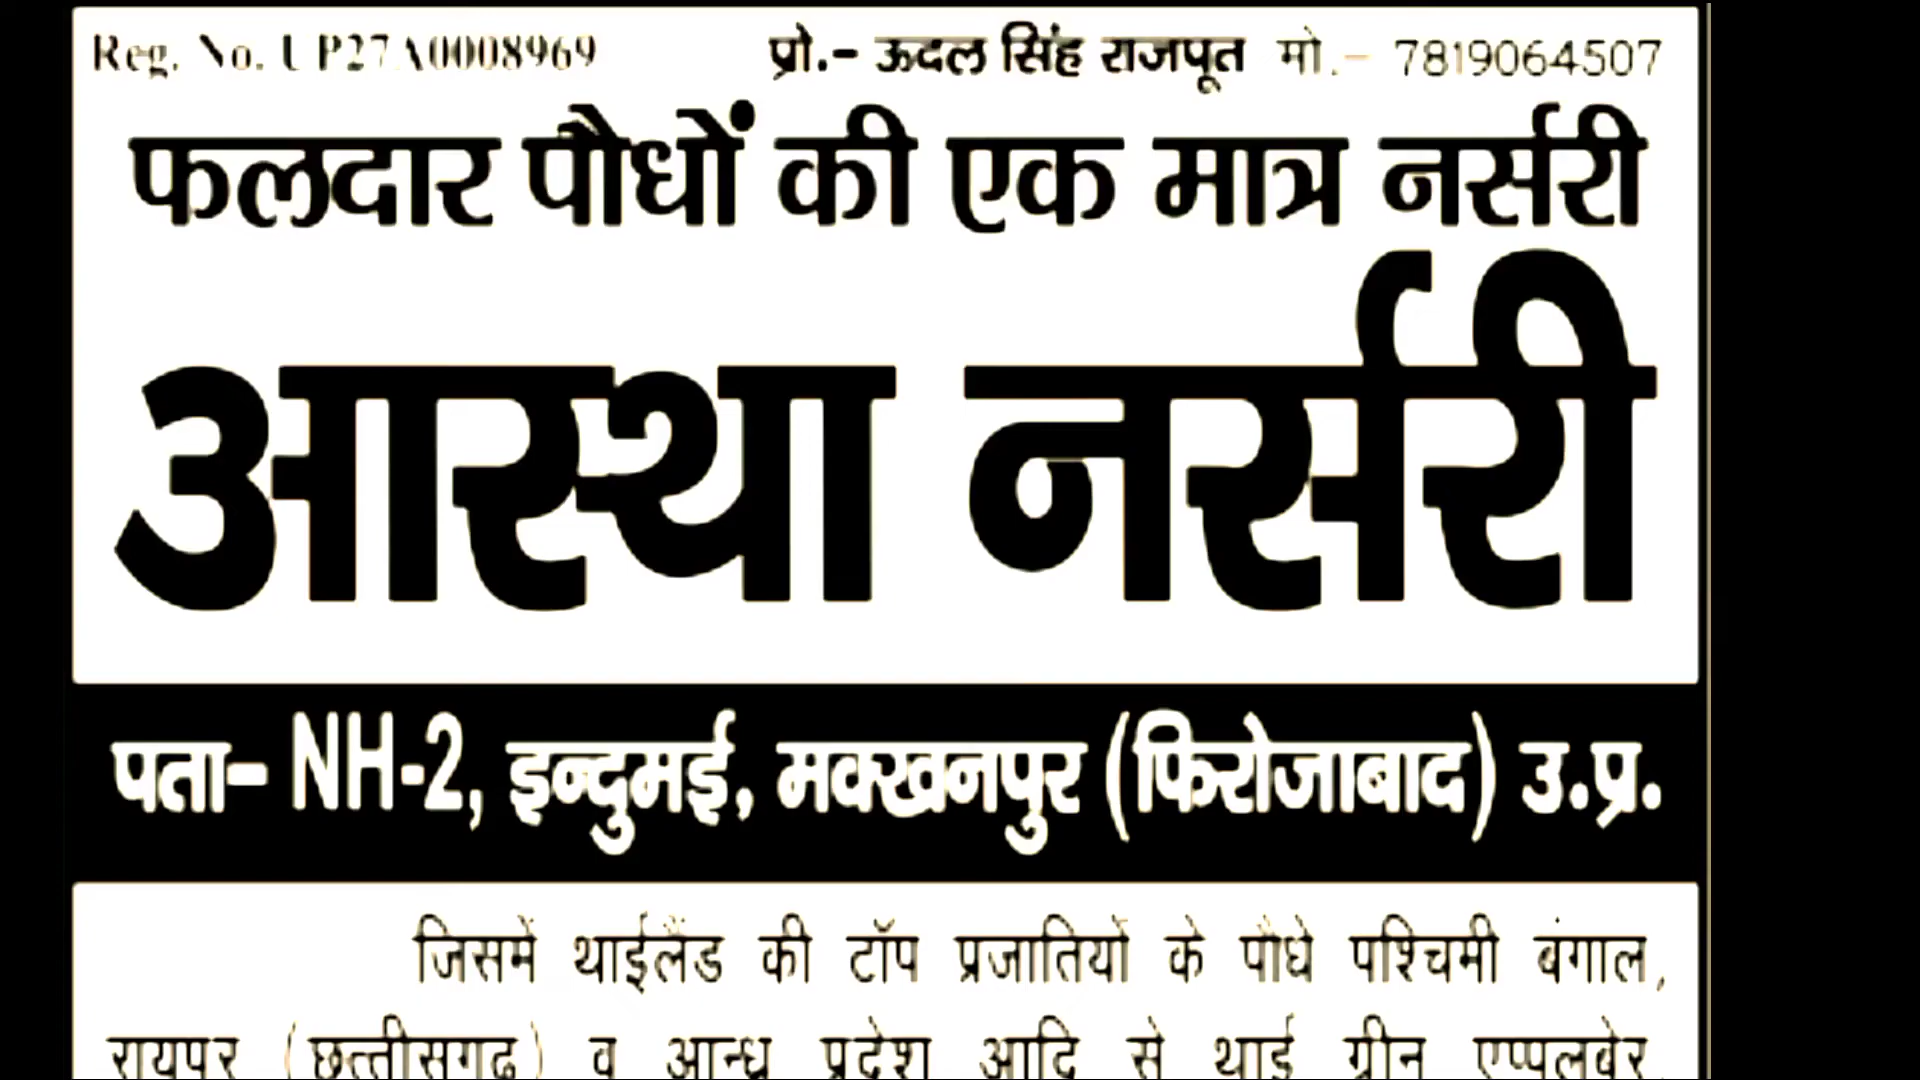 Reg. No. UP27A0008969 प्रो.- ऊदल सिंह राजपूत मो.- 7819064507
फलदार पौधों की एक मात्र नर्सरी
आस्था नर्सरी
पता- NH-2, इन्दुमई, मक्खनपुर (फिरोजाबाद) उ.प्र.
जिसमें थाईलैंड की टॉप प्रजातियों के पौधे पश्चिमी बंगाल,
रायपुर (छत्तीसगढ़) व आन्ध्र प्रदेश आदि से थाई ग्रीन एप्पलबेर,